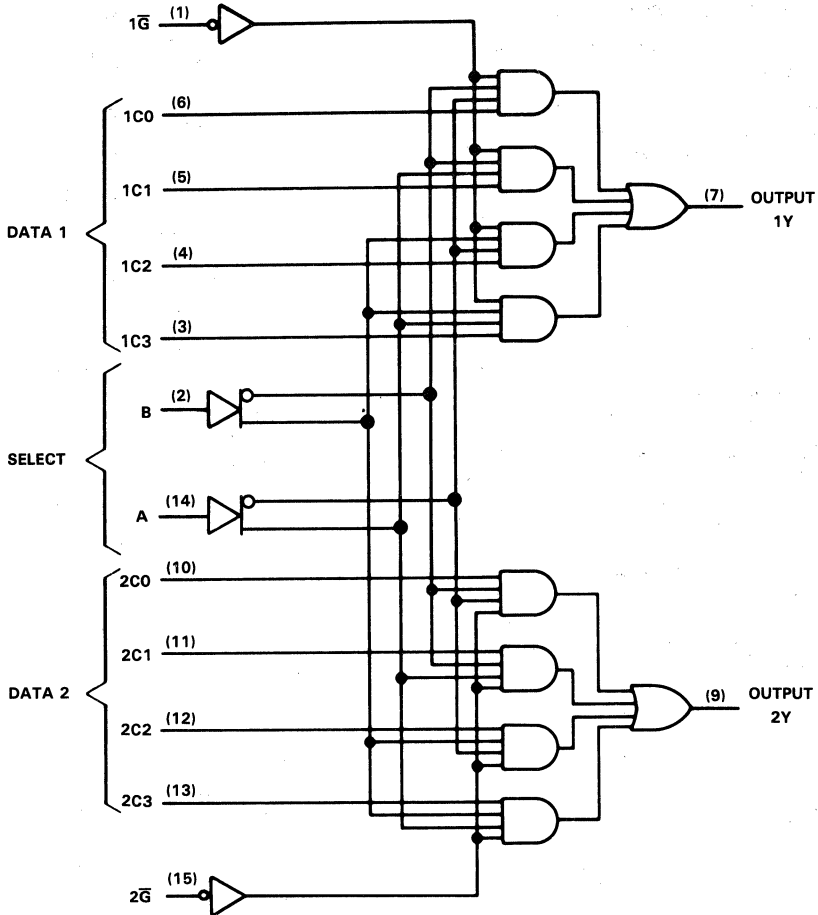 1G̅ (1)
1C0 (6)
1C1 (5)
DATA 1
1C2 (4)
1C3 (3)
(7) OUTPUT
1Y
B (2)
SELECT
A (14)
2C0 (10)
2C1 (11)
DATA 2
2C2 (12)
2C3 (13)
(9) OUTPUT
2Y
2G̅ (15)